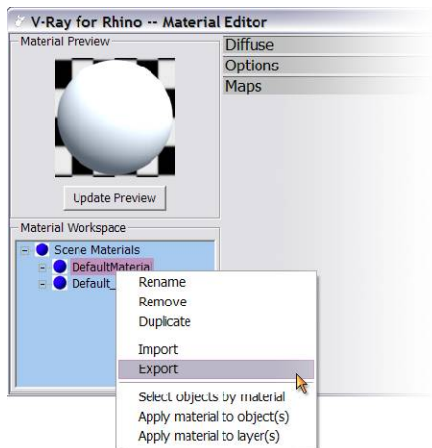 V-Ray for Rhino -- Material Editor
Material Preview
Update Preview
Material Workspace
Scene Materials
DefaultMaterial
Default_
Diffuse
Options
Maps
Rename
Remove
Duplicate
Import
Export
Select objects by material
Apply material to object(s)
Apply material to layer(s)